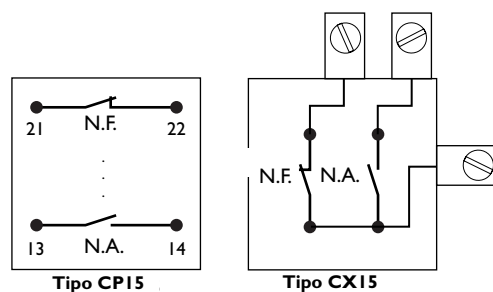 21 N.F. 22
13 N.A. 14
Tipo CP15
N.F. N.A.
Tipo CX15